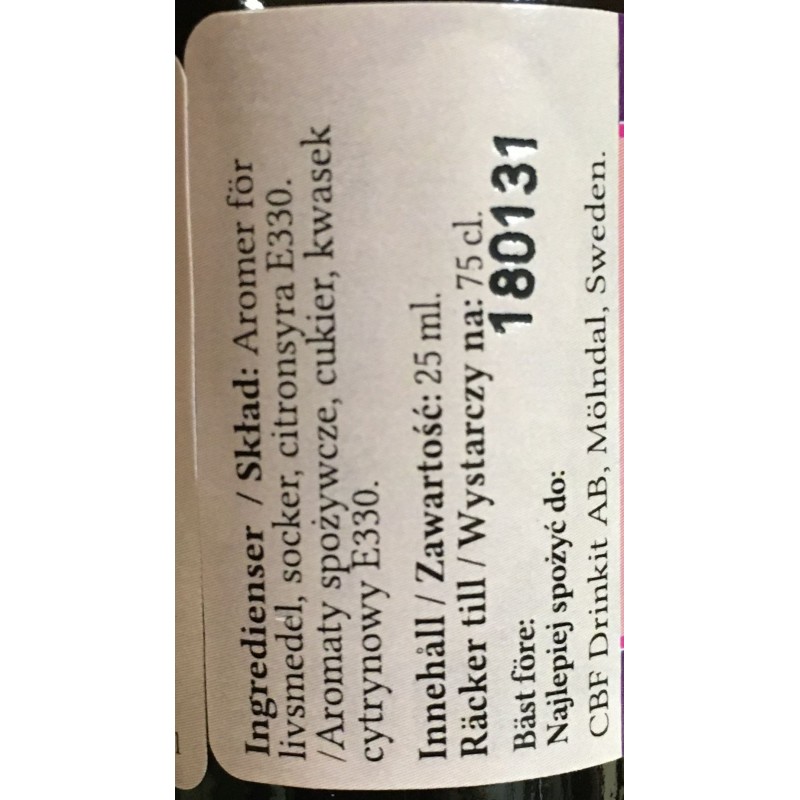 Ingredienser / Skład: Aromer för
livsmedel, socker, citronsyra E330.
/Aromaty spożywcze, cukier, kwasek
cytrynowy E330.
Innehåll / Zawartość: 25 ml.
Räcker till / Wystarczy na: 75 cl.
180131
Bäst före:
Najlepiej spożyć do:
CBF Drinkit AB, Mölndal, Sweden.